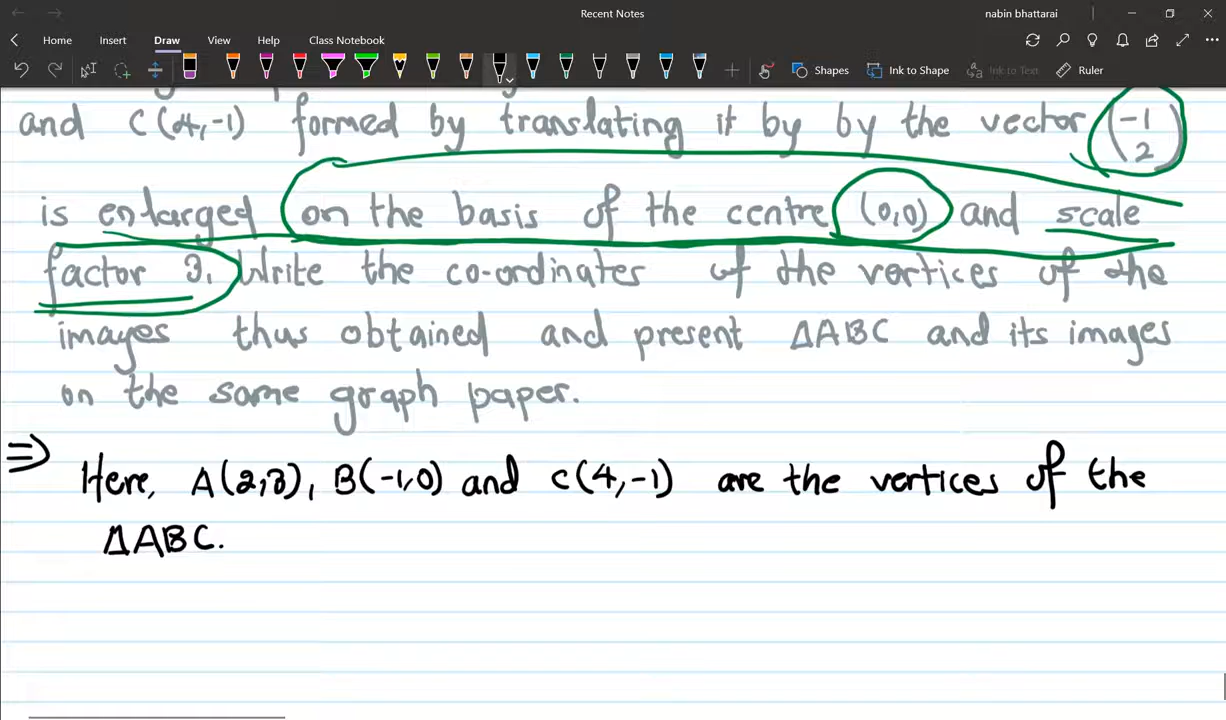 Recent Notes
nabin bhattarai
Home Insert Draw View Help Class Notebook
Shapes Ink to Shape Ink to Text Ruler
and C(4,-1) formed by translating it by by the vector (-1 2)
is enlarged on the basis of the centre (0,0) and scale
factor 3. Write the co-ordinates of the vertices of the
images thus obtained and present ΔABC and its images
on the same graph paper.
⇒ Here, A(2,3), B(-1,0) and C(4,-1) are the vertices of the
ΔABC.